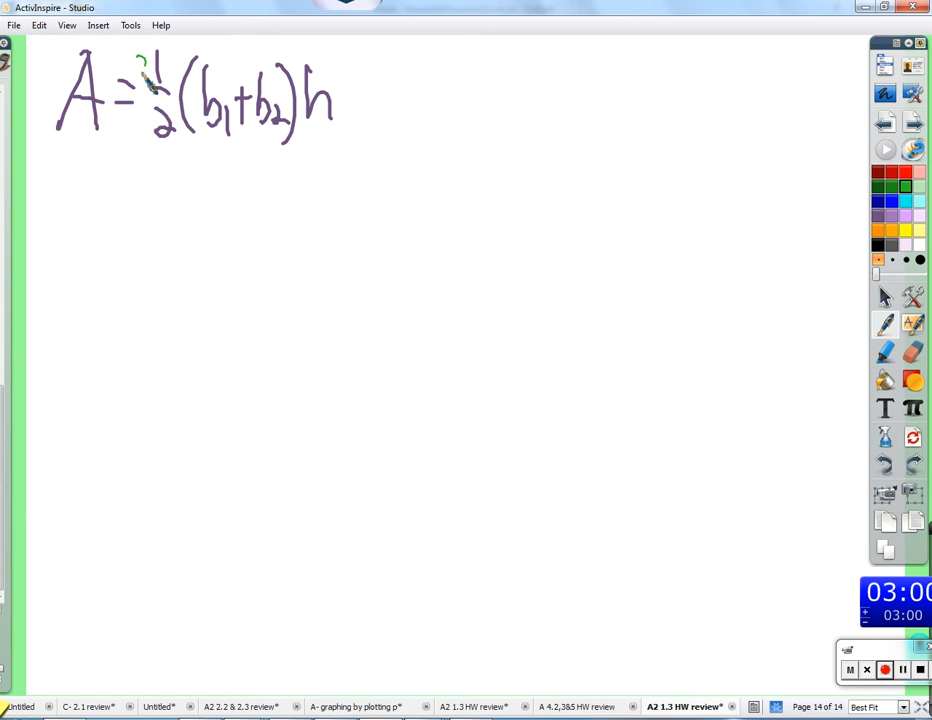 ActivInspire - Studio
File Edit View Insert Tools Help
A = 1/2 (b1+b2)h
03:00
03:00
M
Untitled C- 2.1 review* Untitled* A2 2.2 & 2.3 review* A- graphing by plotting p* A2 1.3 HW review* A 4.2,3&5 HW review A2 1.3 HW review* Page 14 of 14 Best Fit